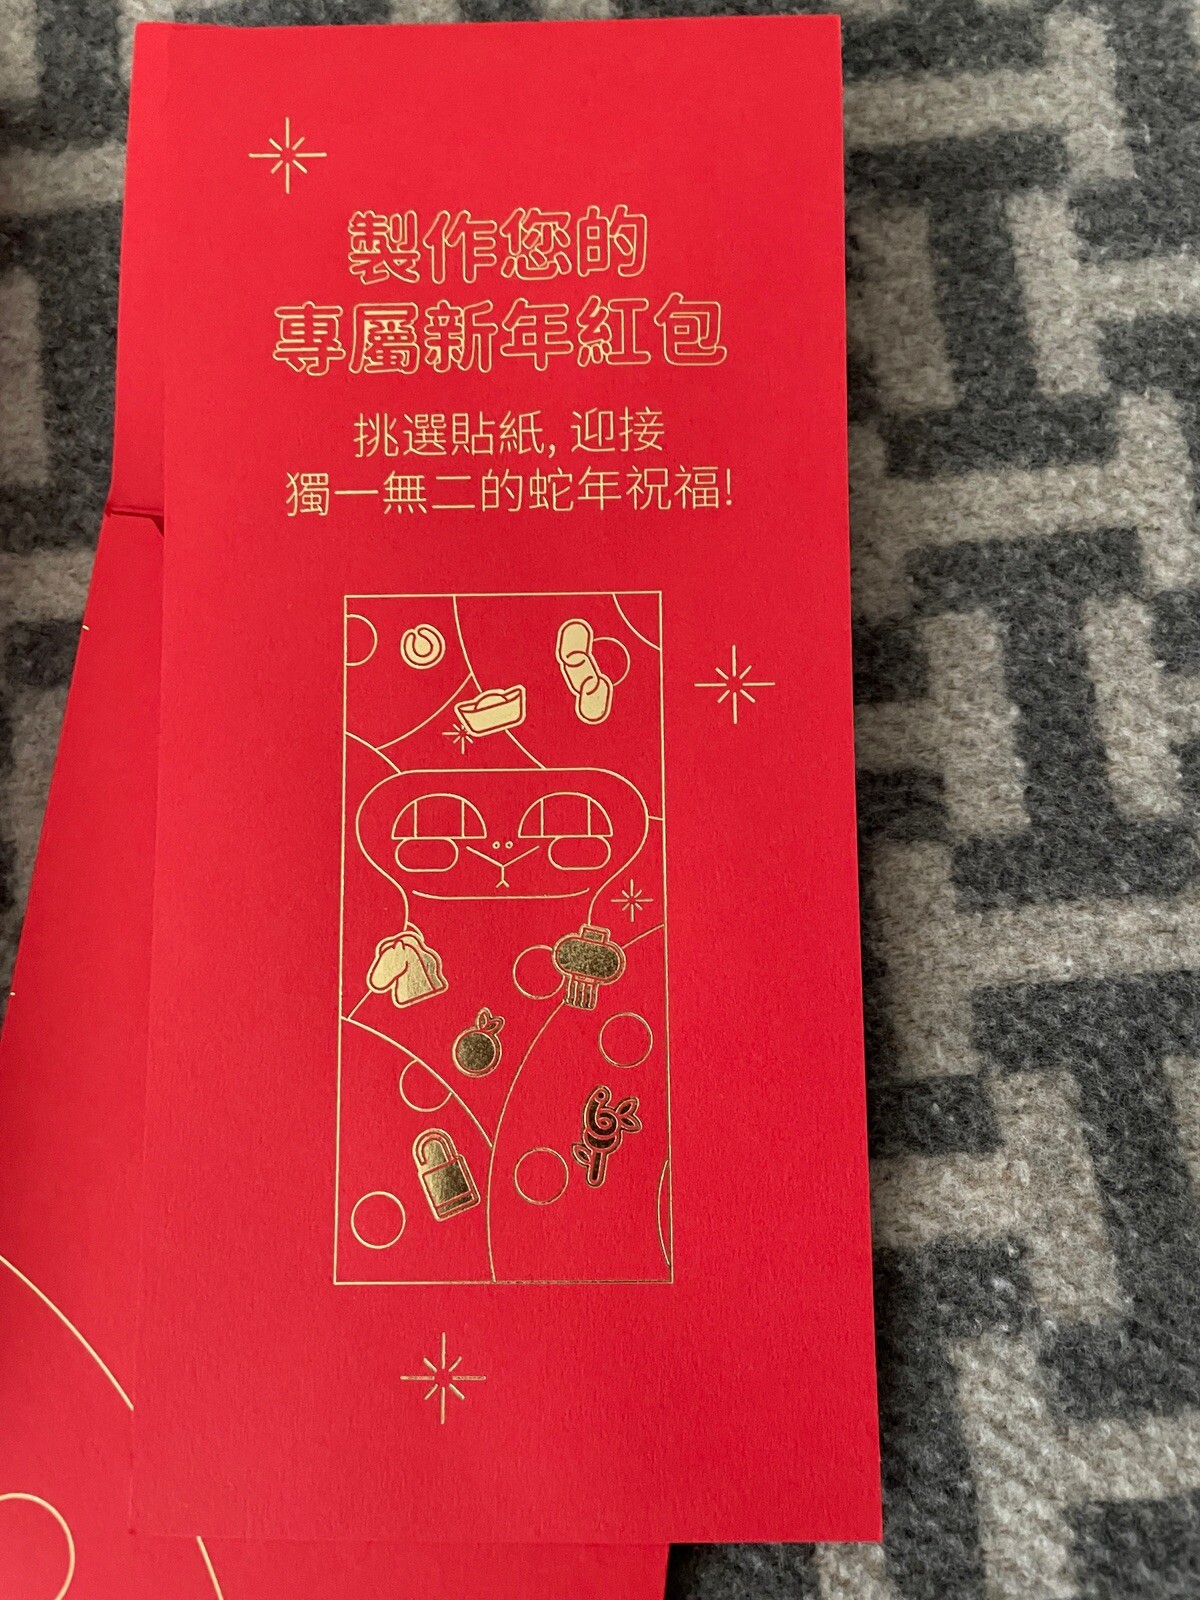 製作您的
專屬新年紅包
挑選貼紙, 迎接
獨一無二的蛇年祝福!